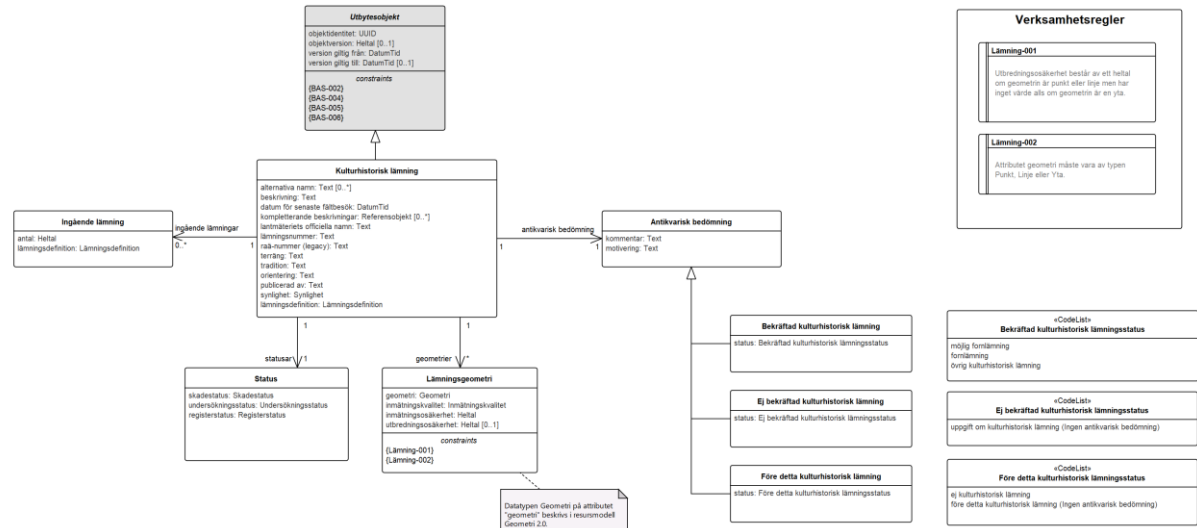 Utbytesobjekt
objektidentitet: UUID
objektversion: Heltal [0..1]
version giltig från: DatumTid
version giltig till: DatumTid [0..1]
constraints
{BAS-002}
{BAS-004}
{BAS-005}
{BAS-008}
Verksamhetsregler
Lämning-001
Utbredningsosäkerhet består av ett heltal
om geometrin är punkt eller linje men har
inget värde alls om geometrin är en yta.
Lämning-002
Attributet geometri måste vara av typen
Punkt, Linje eller Yta.
Kulturhistorisk lämning
alternativa namn: Text [0..*]
beskrivning: Text
datum för senaste fältbesök: DatumTid
kompletterande beskrivningar: Referensobjekt [0..*]
lantmäteriets officiella namn: Text
lämningsnummer: Text
raä-nummer (legacy): Text
terräng: Text
tradition: Text
orientering: Text
publicerad av: Text
synlighet: Synlighet
lämningsdefinition: Lämningsdefinition
Ingående lämning
antal: Heltal
lämningsdefinition: Lämningsdefinition
ingående lämningar
0..*
1
antikvarisk bedömning
1
1
Antikvarisk bedömning
kommentar: Text
motivering: Text
1
statusar
1
1
geometrier
*
Status
skadestatus: Skadestatus
undersökningsstatus: Undersökningsstatus
registerstatus: Registerstatus
Lämningsgeometri
geometri: Geometri
inmätningskvalitet: Inmätningskvalitet
inmätningsosäkerhet: Heltal
utbredningsosäkerhet: Heltal [0..1]
constraints
{Lämning-001}
{Lämning-002}
Datatypen Geometri på attributet
"geometri" beskrivs i resursmodell
Geometri 2.0.
Bekräftad kulturhistorisk lämning
status: Bekräftad kulturhistorisk lämningsstatus
«CodeList»
Bekräftad kulturhistorisk lämningsstatus
möjlig fornlämning
fornlämning
övrig kulturhistorisk lämning
Ej bekräftad kulturhistorisk lämning
status: Ej bekräftad kulturhistorisk lämningsstatus
«CodeList»
Ej bekräftad kulturhistorisk lämningsstatus
uppgift om kulturhistorisk lämning (Ingen antikvarisk bedömning)
Före detta kulturhistorisk lämning
status: Före detta kulturhistorisk lämningsstatus
«CodeList»
Före detta kulturhistorisk lämningsstatus
ej kulturhistorisk lämning
före detta kulturhistorisk lämning (Ingen antikvarisk bedömning)